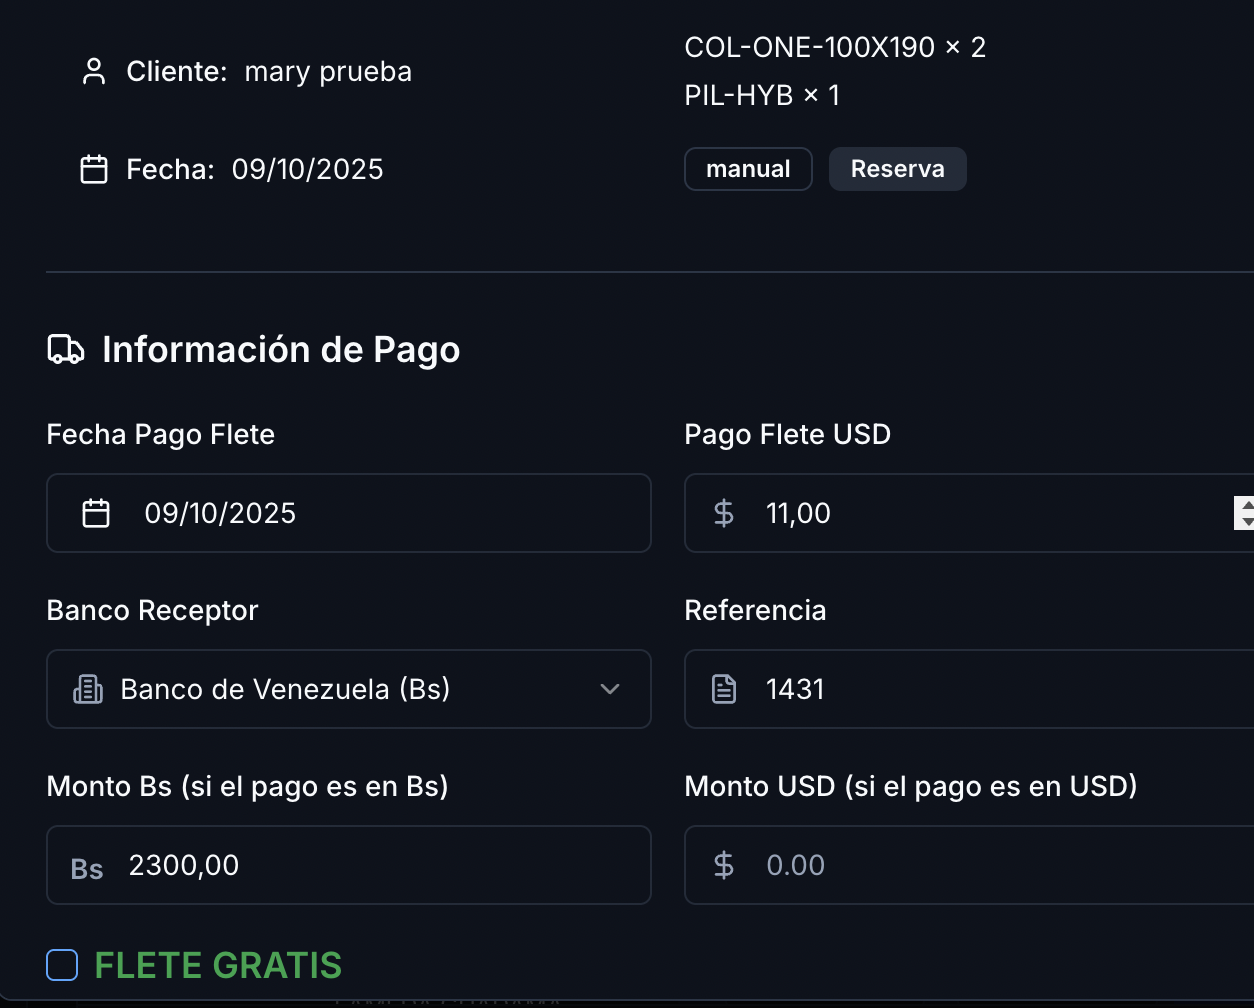 Cliente: mary prueba
COL-ONE-100X190 × 2
PIL-HYB × 1
Fecha: 09/10/2025
manual
Reserva
Información de Pago
Fecha Pago Flete
Pago Flete USD
09/10/2025
$ 11,00
Banco Receptor
Referencia
Banco de Venezuela (Bs)
1431
Monto Bs (si el pago es en Bs)
Monto USD (si el pago es en USD)
Bs 2300,00
$ 0.00
FLETE GRATIS